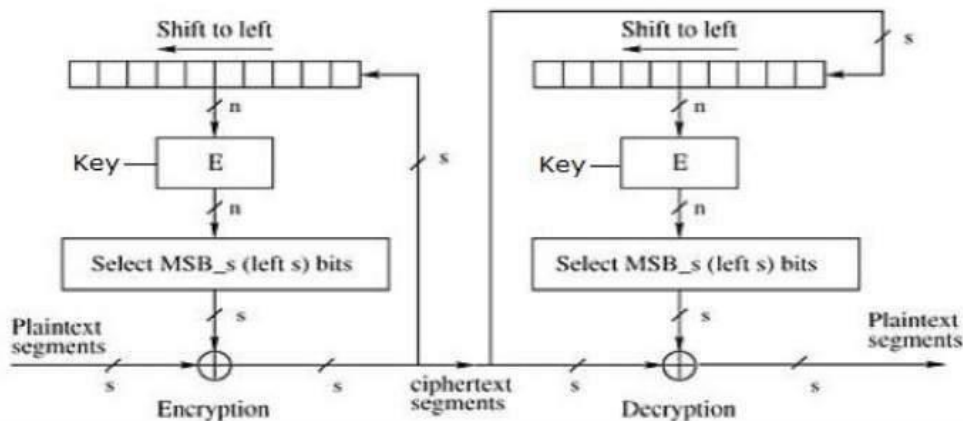 Shift to left
Shift to left
s
n
n
Key
E
s
Key
E
n
n
Select MSB_s (left s) bits
Select MSB_s (left s) bits
s
s
Plaintext
segments
Plaintext
segments
s
s
ciphertext
segments
s
s
Encryption
Decryption